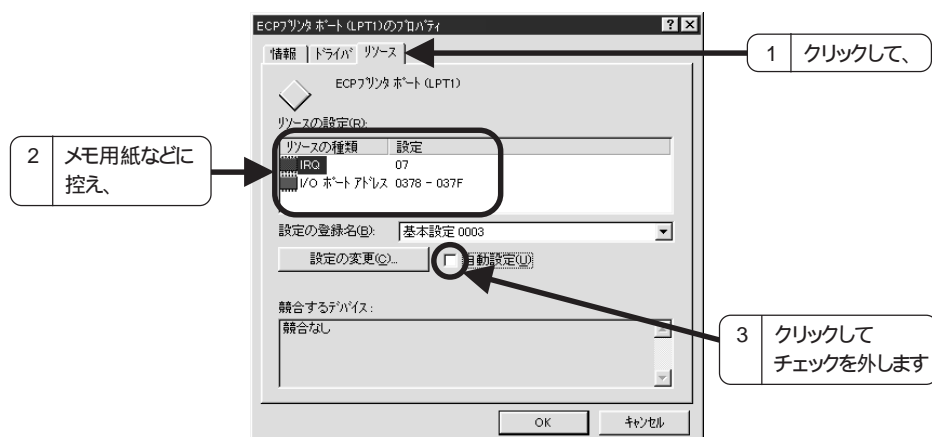 ECPプリンタ ポート (LPT1)のプロパティ
情報 ドライバ リソース
1 クリックして、
ECPプリンタ ポート (LPT1)
リソースの設定(R):
リソースの種類 設定
IRQ 07
I/O ポート アドレス 0378 - 037F
2 メモ用紙などに
控え、
設定の登録名(B): 基本設定 0003
設定の変更(C)... 自動設定(U)
競合するデバイス:
競合なし
3 クリックして
チェックを外します
OK キャンセル